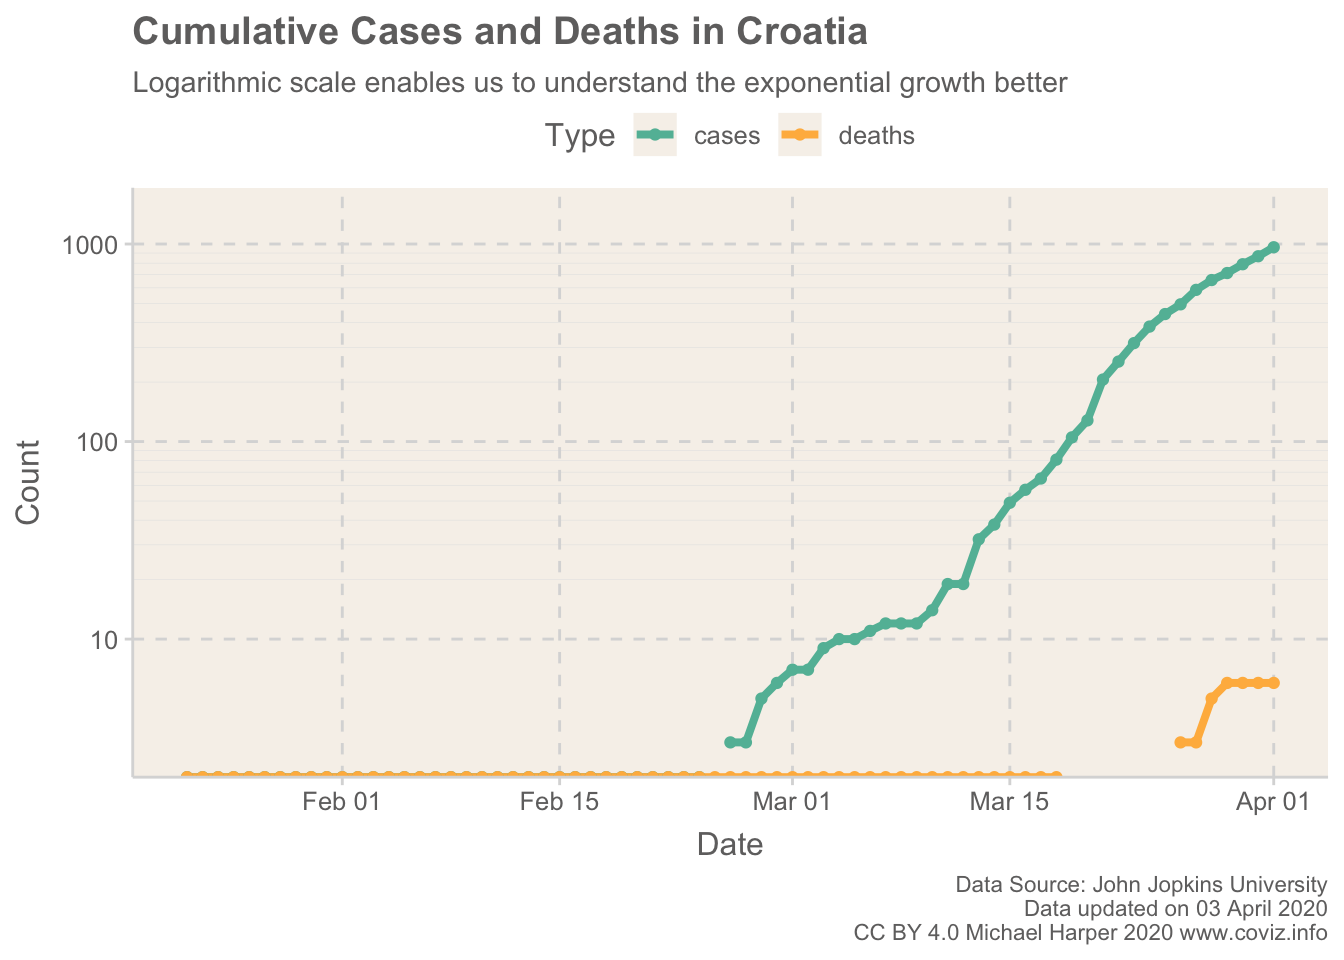 Cumulative Cases and Deaths in Croatia
Logarithmic scale enables us to understand the exponential growth better
Type cases deaths
1000
100
10
Count
Feb 01 Feb 15 Mar 01 Mar 15 Apr 01
Date
Data Source: John Jopkins University
Data updated on 03 April 2020
CC BY 4.0 Michael Harper 2020 www.coviz.info